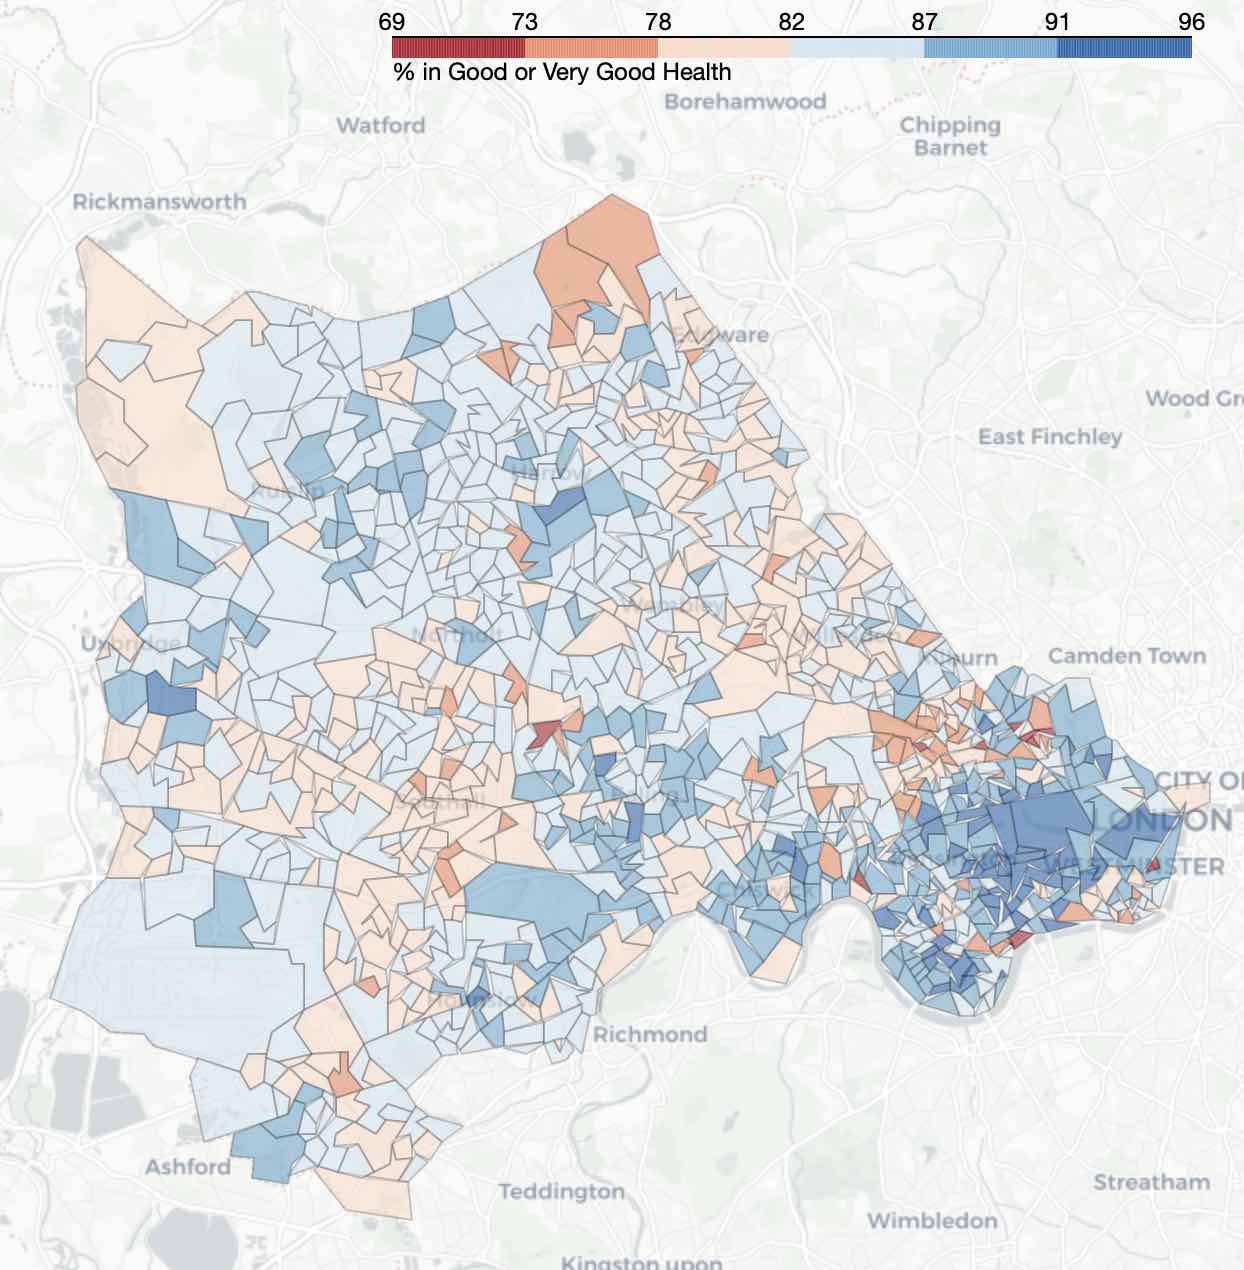 69 73 78 82 87 91 96
% in Good or Very Good Health
Borehamwood
Watford
Chipping
Barnet
Rickmansworth
Edgware
Wood Gr
East Finchley
Harrow
Ruislip
Wembley
Northolt
Willesden
Uxbridge
Kilburn
Camden Town
CITY O
LONDON
Southall
Ealing
Kensington
WESTMINSTER
Chiswick
Hounslow
Richmond
Ashford
Teddington
Streatham
Wimbledon
Kingston upon